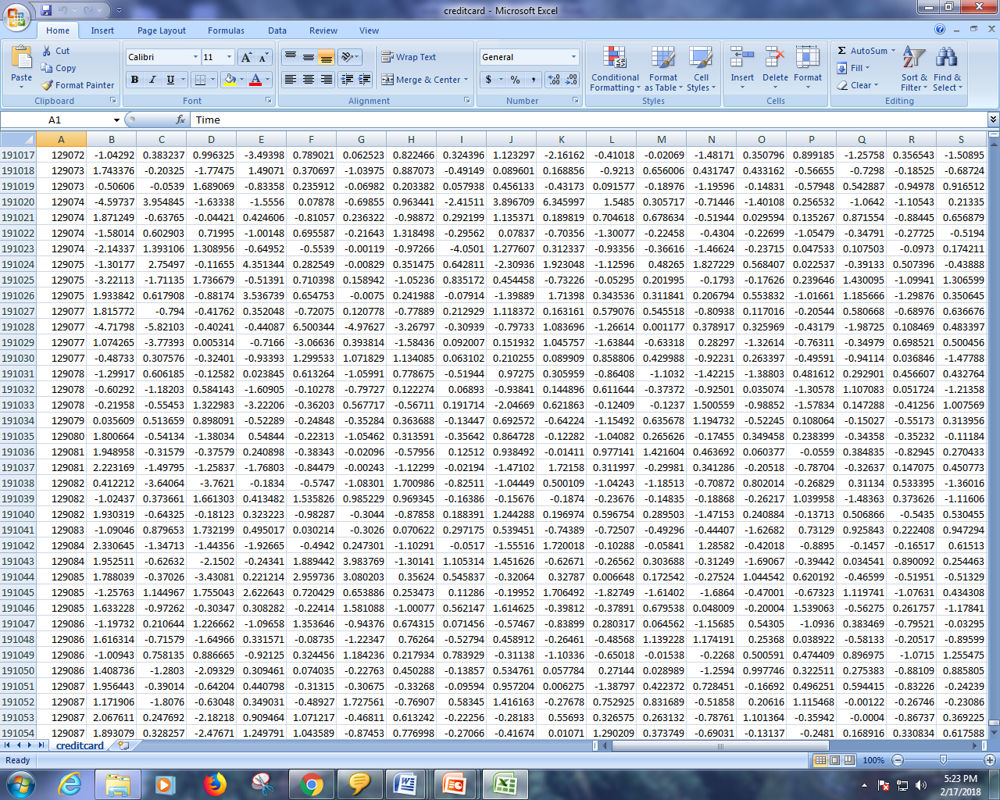 creditcard - Microsoft Excel
Home Insert Page Layout Formulas Data Review View
Paste
Cut
Copy
Format Painter
Clipboard
Calibri 11
B I U
Font
Wrap Text
Merge & Center
Alignment
General
$ % ,
Number
Conditional Formatting
Format as Table
Cell Styles
Styles
Insert Delete Format
Cells
AutoSum
Fill
Clear
Sort & Filter
Find & Select
Editing
A1 fx Time
A B C D E F G H I J K L M N O P Q R S
191017 129072 -1.04292 0.383237 0.996325 -3.49398 0.789021 0.062523 0.822466 0.324396 1.123297 -2.16162 -0.41018 -0.02069 -1.48171 0.350796 0.899185 -1.25758 0.356543 -1.50895
191018 129073 1.743376 -0.20325 -1.77475 1.49071 0.370697 -1.03975 0.887073 -0.49149 0.089601 0.168856 -0.9213 0.656006 0.431747 0.433162 -0.56655 -0.7298 -0.18525 -0.68724
191019 129073 -0.50606 -0.0539 1.689069 -0.83358 0.235912 -0.06982 0.203382 0.057938 0.456133 -0.43173 0.091577 -0.18976 -1.19596 -0.14831 -0.57948 0.542887 -0.94978 0.916512
191020 129074 -4.59737 3.954845 -1.63338 -1.5556 0.07878 -0.69855 0.963441 -2.41511 3.896709 6.345997 1.5485 0.305717 -0.71446 -1.40108 0.256532 -1.0642 -1.10543 0.21335
191021 129074 1.871249 -0.63765 -0.04421 0.424606 -0.81057 0.236322 -0.98872 0.292199 1.135371 0.189819 0.704618 0.678634 -0.51944 0.029594 0.135267 0.871554 -0.88445 0.656879
191022 129074 -1.58014 0.602903 0.71995 -1.00148 0.695587 -0.21643 1.318498 -0.29562 0.07837 -0.70356 -1.30077 -0.22458 -0.4304 -0.22699 -1.05479 -0.34791 -0.27725 -0.5194
191023 129074 -2.14337 1.393106 1.308956 -0.64952 -0.5539 -0.00119 -0.97266 -4.0501 1.277607 0.312337 -0.93356 -0.36616 -1.46624 -0.23715 0.047533 0.107503 -0.0973 0.174211
191024 129075 -1.30177 2.75497 -0.11655 4.351344 0.282549 -0.00829 0.351475 0.642811 -2.30936 1.923048 -1.12596 0.48265 1.827229 0.568407 0.022537 -0.39133 0.507396 -0.43888
191025 129075 -3.22113 -1.71135 1.736679 -0.51391 0.710398 0.158942 -1.05236 0.835172 0.454458 -0.73226 -0.05295 0.201995 -0.1793 -0.17626 0.239646 1.430095 -1.09941 1.306599
191026 129075 1.933842 0.617908 -0.88174 3.536739 0.654753 -0.0075 0.241988 -0.07914 -1.39889 1.71398 0.343536 0.311841 0.206794 0.553832 -1.01661 1.185666 -1.29876 0.350645
191027 129077 1.815772 -0.794 -0.41762 0.352048 -0.72075 0.120778 -0.77889 0.212929 1.118372 0.163161 0.579076 0.545518 -0.80938 0.117016 -0.20544 0.580668 -0.68976 0.636676
191028 129077 -4.71798 -5.82103 -0.40241 -0.44087 6.500344 -4.97627 -3.26797 -0.30939 -0.79733 1.083696 -1.26614 0.001177 0.378917 0.325969 -0.43179 -1.98725 0.108469 0.483397
191029 129077 1.074265 -3.77393 0.005314 -0.7166 -3.06636 0.393814 -1.58436 0.092007 0.151932 1.045757 -1.63844 -0.63318 0.28297 -1.32614 -0.76311 -0.34979 0.698521 0.500456
191030 129077 -0.48733 0.307576 -0.32401 -0.93393 1.299533 1.071829 1.134085 0.063102 0.210255 0.089909 0.858806 0.429988 -0.92231 0.263397 -0.49591 -0.94114 0.036846 -1.47788
191031 129078 -1.29917 0.606185 -0.12582 0.023845 0.613264 -1.05991 0.778675 -0.51944 0.97275 0.305959 -0.86408 -1.1032 -1.42215 -1.38803 0.481612 0.292901 0.456607 0.432764
191032 129078 -0.60292 -1.18203 0.584143 -1.60905 -0.10278 -0.79727 0.122274 0.06893 -0.93841 0.144896 0.611644 -0.37372 -0.92501 0.035074 -1.30578 1.107083 0.051724 -1.21358
191033 129078 -0.21958 -0.55453 1.322983 -3.22206 -0.36203 0.567717 -0.56711 0.191714 -2.04669 0.621863 -0.12409 -0.1237 1.500559 -0.98852 -1.57834 0.147288 -0.41256 1.007569
191034 129079 0.035609 0.513659 0.898091 -0.52289 -0.24848 -0.35284 0.363688 -0.13447 0.692572 -0.64224 -1.15492 0.635678 1.194732 -0.52245 0.108064 -0.15027 -0.55173 0.313956
191035 129080 1.800664 -0.54134 -1.38034 0.54844 -0.22313 -1.05462 0.313591 -0.35642 0.864728 -0.12282 -1.04082 0.265626 -0.17455 0.349458 0.238399 -0.34358 -0.35232 -0.11184
191036 129081 1.948958 -0.31579 -0.37579 0.240898 -0.38343 -0.02096 -0.57956 0.12512 0.938492 -0.01411 0.977141 1.421604 0.463692 0.060377 -0.0559 0.384835 -0.82945 0.270433
191037 129081 2.223169 -1.49795 -1.25837 -1.76803 -0.84479 -0.00243 -1.12299 -0.02194 -1.47102 1.72158 0.311997 -0.29981 0.341286 -0.20518 -0.78704 -0.32637 0.147075 0.450773
191038 129082 0.412212 -3.64064 -3.7621 -0.1834 -0.5747 -1.08301 1.700986 -0.82511 -1.04449 0.500109 -1.04243 -1.18513 -0.70872 0.802014 -0.26829 0.31134 0.533395 -1.36016
191039 129082 -1.02437 0.373661 1.661303 0.413482 1.535826 0.985229 0.969345 -0.16386 -0.15676 -0.1874 -0.23676 -0.14835 -0.18868 -0.26217 1.039958 -1.48363 0.373626 -1.11606
191040 129082 1.930319 -0.64325 -0.18123 0.323223 -0.98287 -0.3044 -0.87858 0.188391 1.244288 0.196974 0.596754 0.289503 -1.47153 0.240884 -0.13713 0.506866 -0.5435 0.530455
191041 129083 -1.09046 0.879653 1.732199 0.495017 0.030214 -0.3026 0.070622 0.297175 0.539451 -0.74389 -0.72507 -0.49296 -0.44407 -1.62682 0.73129 0.925843 0.222408 0.947294
191042 129084 2.330645 -1.34713 -1.44356 -1.92665 -0.4942 0.247301 -1.10291 -0.0517 -1.55516 1.720018 -0.10288 -0.05841 1.28582 -0.42018 -0.8895 -0.1457 -0.16517 0.61513
191043 129084 1.952511 -0.62632 -2.1502 -0.24341 1.889442 3.983769 -1.30141 1.105314 1.451626 -0.62671 -0.26562 0.303688 -0.31249 -1.69067 -0.39442 0.034541 0.890092 0.254463
191044 129085 1.788039 -0.37026 -3.43081 0.221214 2.959736 3.080203 0.35624 0.545837 -0.32064 0.32787 0.006648 0.172542 -0.27524 1.044542 0.620192 -0.46599 -0.51951 -0.51329
191045 129085 -1.25763 1.144967 1.755043 2.622643 0.720429 0.653886 0.253473 0.11286 -0.19952 1.706492 -1.82749 -1.61402 -1.6864 -0.47001 -0.67323 1.119741 -1.07631 0.434308
191046 129085 1.633228 -0.97262 -0.30347 0.308282 -0.22414 1.581088 -1.00077 0.562147 1.614625 -0.39812 -0.37891 0.679538 0.048009 -0.20004 1.539063 -0.56275 0.261757 -1.17841
191047 129086 -1.19732 0.210644 1.226662 -1.09658 1.353646 -0.94376 0.674315 0.071456 -0.57467 -0.83899 0.280317 0.064562 -1.15685 0.54305 -1.0936 0.383469 -0.79521 -0.03295
191048 129086 1.616314 -0.71579 -1.64966 0.331571 -0.08735 -1.22347 0.76264 -0.52794 0.458912 -0.26461 -0.48568 1.139228 1.174191 0.25368 0.038922 -0.58133 -0.20517 -0.89599
191049 129086 -1.00943 0.758135 0.886665 -0.92125 0.324456 1.184236 0.217934 0.783929 -0.31138 -1.10336 -0.65018 -0.01538 -0.2268 0.500591 0.474409 0.896975 -1.0715 1.255475
191050 129086 1.408736 -1.2803 -2.09329 0.309461 0.074035 -0.22763 0.450288 -0.13857 0.534761 0.057784 0.27144 0.028989 -1.2594 0.997746 0.322511 0.275383 -0.88109 0.885805
191051 129087 1.956443 -0.39014 -0.64204 0.440798 -0.31315 -0.30675 -0.33268 -0.09594 0.957204 0.006275 -1.38797 0.422372 0.728451 -0.16692 0.496251 0.594415 -0.83226 -0.24239
191052 129087 1.171906 -1.8076 -0.63048 0.349031 -0.48927 1.727561 -0.76907 0.58345 1.416163 -0.27678 0.752925 0.831689 -0.51858 0.20616 1.115468 -0.00122 -0.26746 -0.23086
191053 129087 2.067611 0.247692 -2.18218 0.909464 1.071217 -0.46811 0.613242 -0.22256 -0.28183 0.55693 0.326575 0.263132 -0.78761 1.101364 -0.35942 -0.0004 -0.86737 0.369225
191054 129087 1.893079 0.328257 -2.47671 1.249791 1.043589 -0.87453 0.776998 -0.27066 -0.41674 0.01071 1.290209 0.373749 -0.69031 -0.13137 -0.2481 0.168916 0.330834 0.617588
creditcard
Ready 100%
5:23 PM
2/17/2018